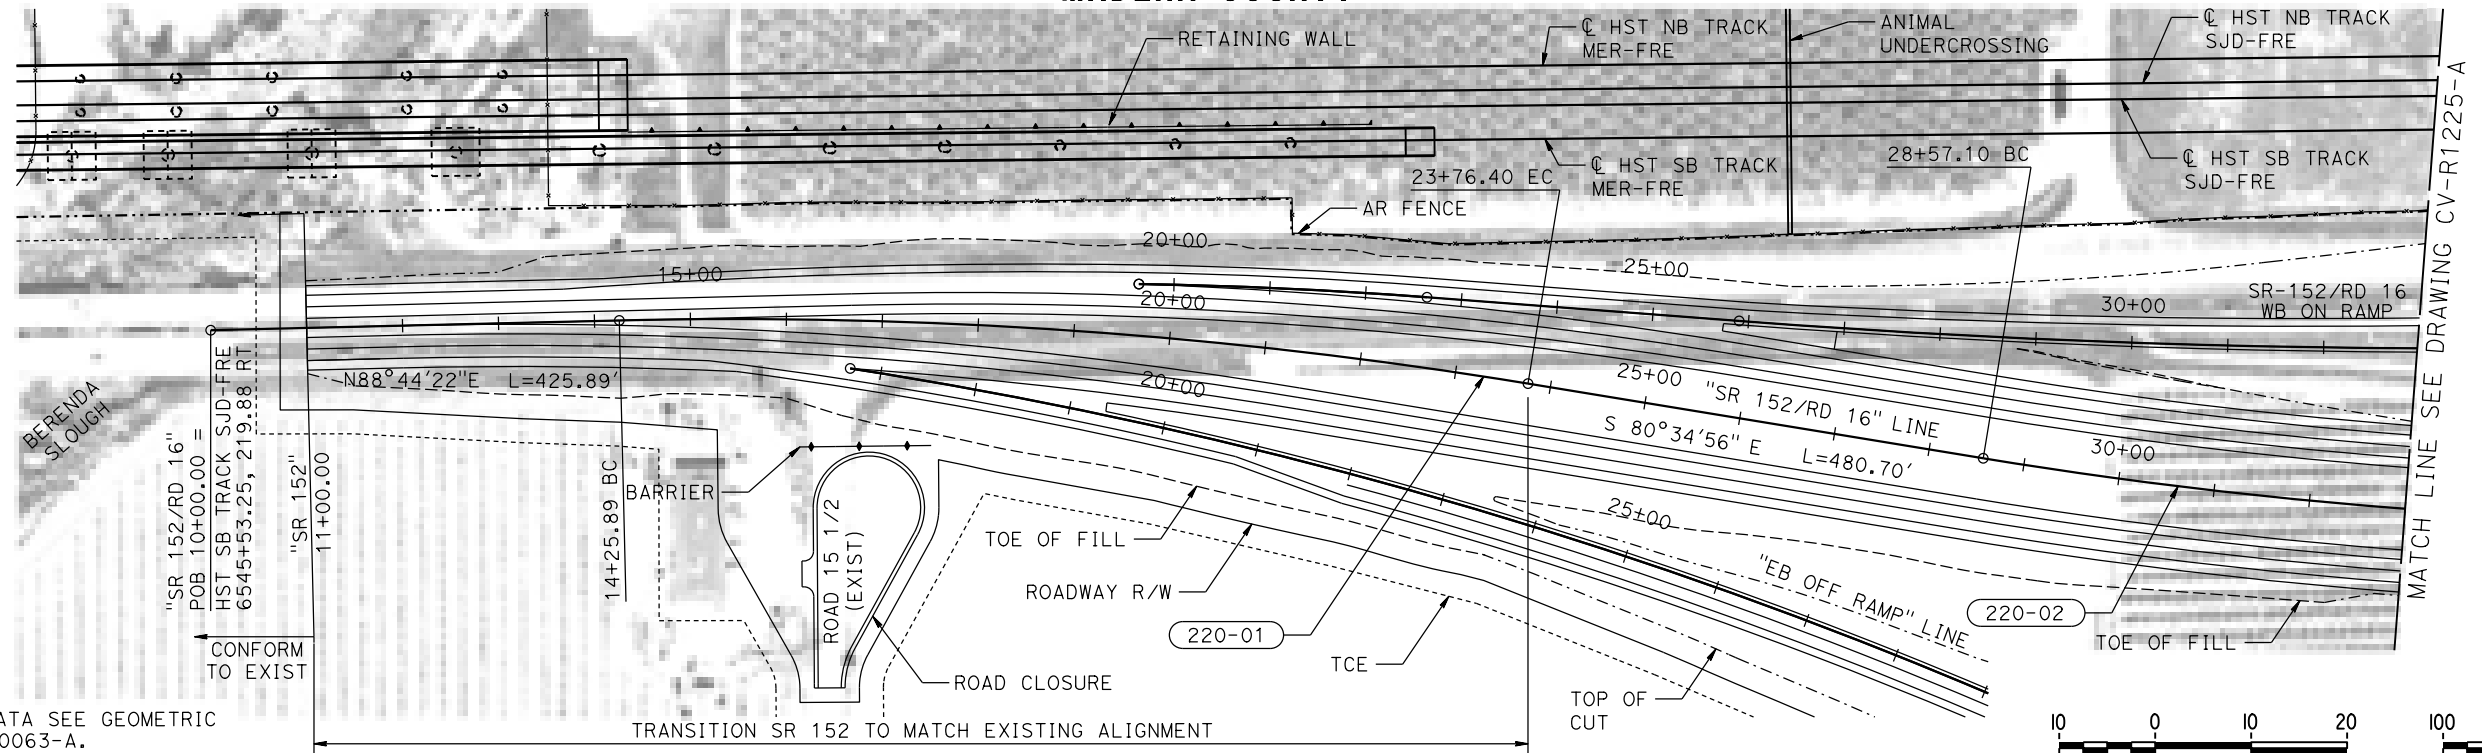 RETAINING WALL
℄ HST NB TRACK
MER-FRE
ANIMAL
UNDERCROSSING
℄ HST NB TRACK
SJD-FRE
℄ HST SB TRACK
MER-FRE
℄ HST SB TRACK
SJD-FRE
23+76.40 EC
28+57.10 BC
AR FENCE
20+00
15+00
25+00
20+00
30+00
SR-152/RD 16
WB ON RAMP
MATCH LINE SEE DRAWING CV-R1225-A
BERENDA
SLOUGH
N88°44'22"E L=425.89'
20+00
25+00 "SR 152/RD 16" LINE
S 80°34'56" E L=480.70'
30+00
"SR 152/RD 16"
POB 10+00.00 =
HST SB TRACK SJD-FRE
6545+53.25, 219.88 RT
"SR 152"
11+00.00
14+25.89 BC
BARRIER
ROAD 15 1/2
(EXIST)
TOE OF FILL
ROADWAY R/W
25+00
"EB OFF RAMP" LINE
220-01
220-02
TOE OF FILL
TCE
CONFORM
TO EXIST
ROAD CLOSURE
TOP OF
CUT
TRANSITION SR 152 TO MATCH EXISTING ALIGNMENT
ATA SEE GEOMETRIC
0063-A.
10 0 10 20 100